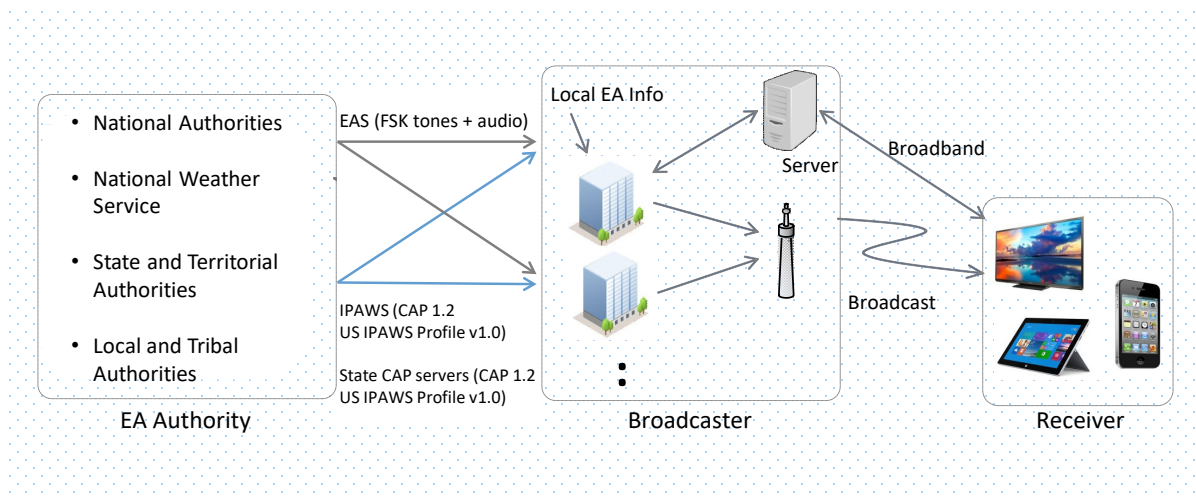 • National Authorities
• National Weather
Service
• State and Territorial
Authorities
• Local and Tribal
Authorities
EA Authority
EAS (FSK tones + audio)
IPAWS (CAP 1.2
US IPAWS Profile v1.0)
State CAP servers (CAP 1.2
US IPAWS Profile v1.0)
Local EA Info
Server
Broadcaster
Broadband
Broadcast
Receiver